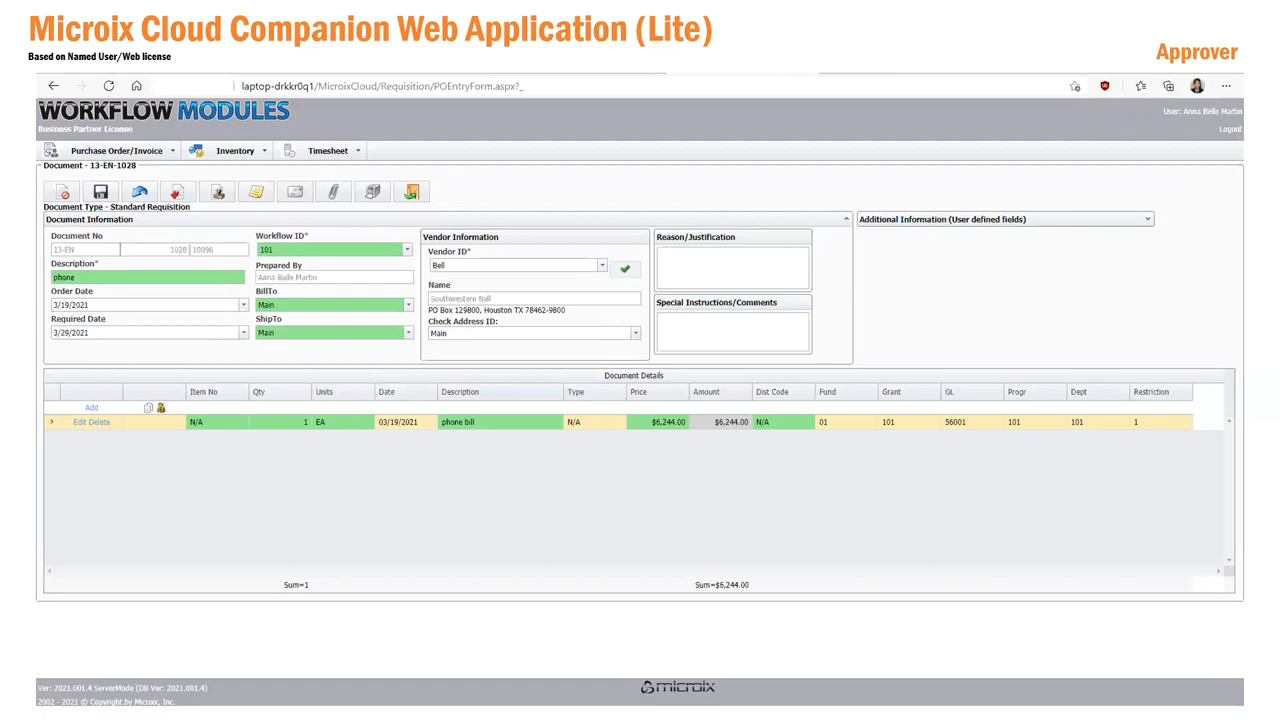 Microix Cloud Companion Web Application (Lite)
Based on Named User/Web license
Approver
laptop-drkkr0q1/MicroixCloud/Requisition/POEntryForm.aspx?_
WORKFLOW MODULES
Business Partner License
User: Anna Belle Martin
Logout
Purchase Order/Invoice Inventory Timesheet
Document - 13-EN-1028
Document Type - Standard Requisition
Document Information
Additional Information (User defined fields)
Document No Workflow ID*
13-EN 1028 10096 101
Description* Prepared By
phone Anna Belle Martin
Order Date BillTo
3/19/2021 Main
Required Date ShipTo
3/29/2021 Main
Vendor Information
Vendor ID*
Bell
Name
Southwestern Bell
PO Box 129800, Houston TX 78462-9800
Check Address ID:
Main
Reason/Justification
Special Instructions/Comments
Document Details
Item No Qty Units Date Description Type Price Amount Dist Code Fund Grant GL Progr Dept Restriction
Add
Edit Delete N/A 1 EA 03/19/2021 phone bill N/A $6,244.00 $6,244.00 N/A 01 101 56001 101 101 1
Sum=1 Sum=$6,244.00
Ver: 2021.001.4 ServerMode (DB Ver: 2021.001.4)
2002 - 2021 © Copyright by Microix, Inc.
microix